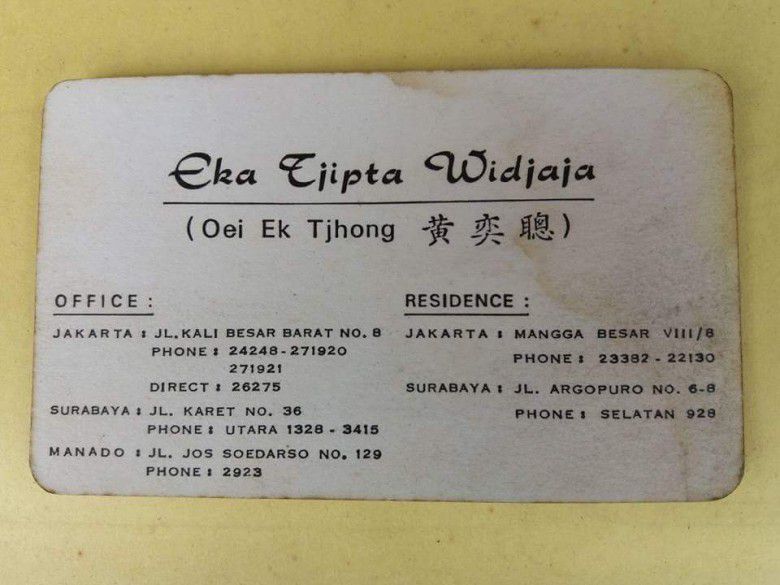 Eka Tjipta Widjaja
(Oei Ek Tjhong 黄奕聰)
OFFICE :
JAKARTA : JL.KALI BESAR BARAT NO. 8
PHONE : 24248-271920
271921
DIRECT : 26275
SURABAYA : JL. KARET NO. 36
PHONE : UTARA 1328 - 3415
MANADO : JL. JOS SOEDARSO NO. 129
PHONE : 2923
RESIDENCE :
JAKARTA : MANGGA BESAR VIII/8
PHONE : 23382 - 22130
SURABAYA : JL. ARGOPURO NO. 6-8
PHONE : SELATAN 928